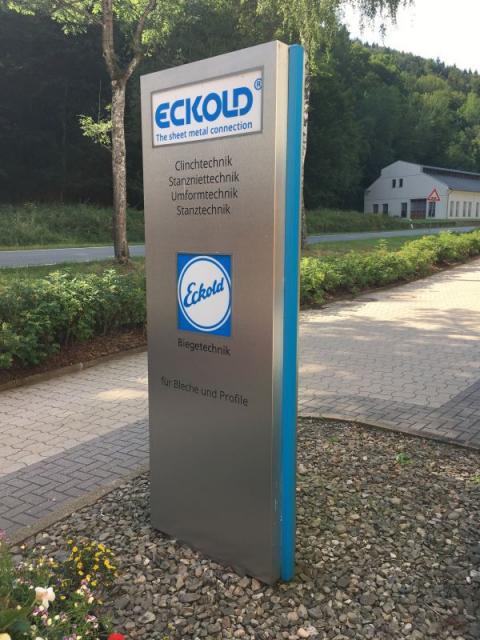 ECKOLD®
The sheet metal connection
Clinchtechnik
Stanzniettechnik
Umformtechnik
Stanztechnik
Eckold
Biegetechnik
für Bleche und Profile